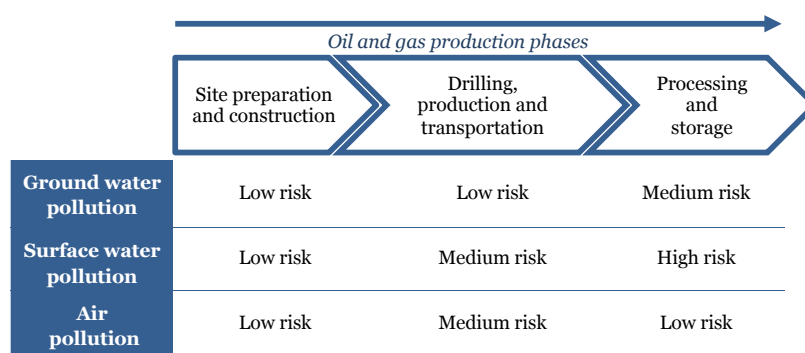 Oil and gas production phases
Site preparation
and construction
Drilling,
production and
transportation
Processing
and
storage
Ground water
pollution
Low risk
Low risk
Medium risk
Surface water
pollution
Low risk
Medium risk
High risk
Air
pollution
Low risk
Medium risk
Low risk